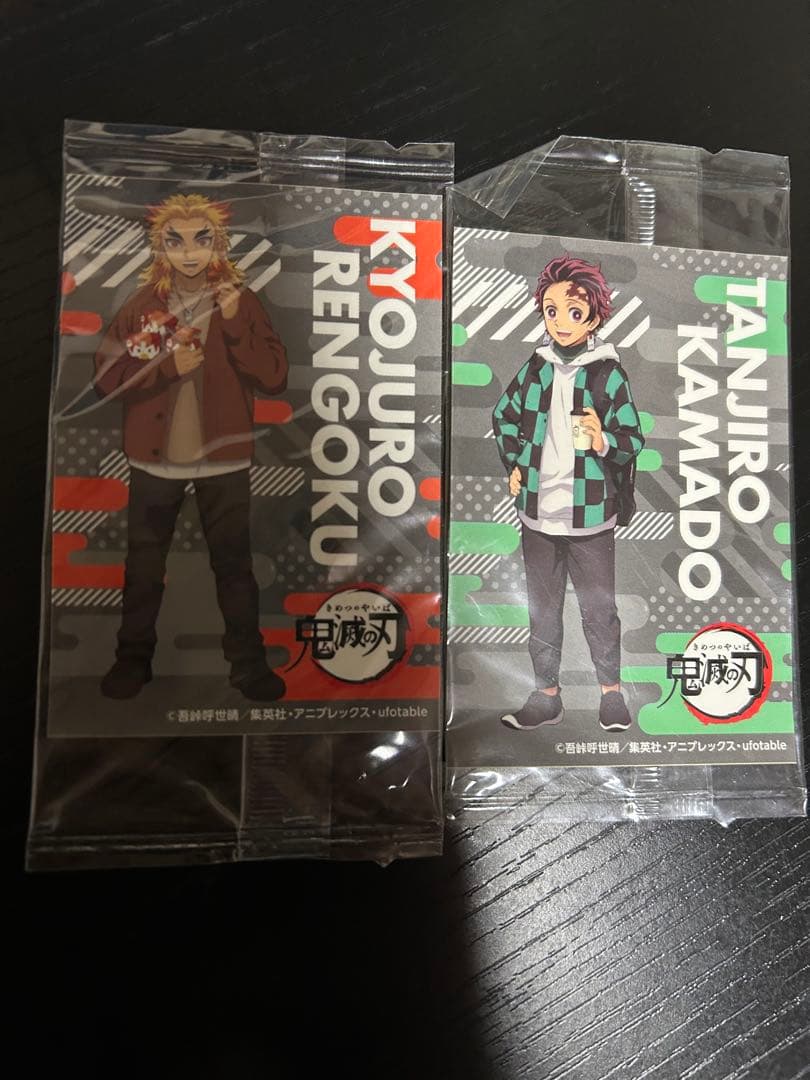 KYOJURO
RENGOKU
きめつのやいば
鬼滅の刃
©吾峠呼世晴／集英社・アニプレックス・ufotable
TANJIRO
KAMADO
きめつのやいば
鬼滅の刃
©吾峠呼世晴／集英社・アニプレックス・ufotable